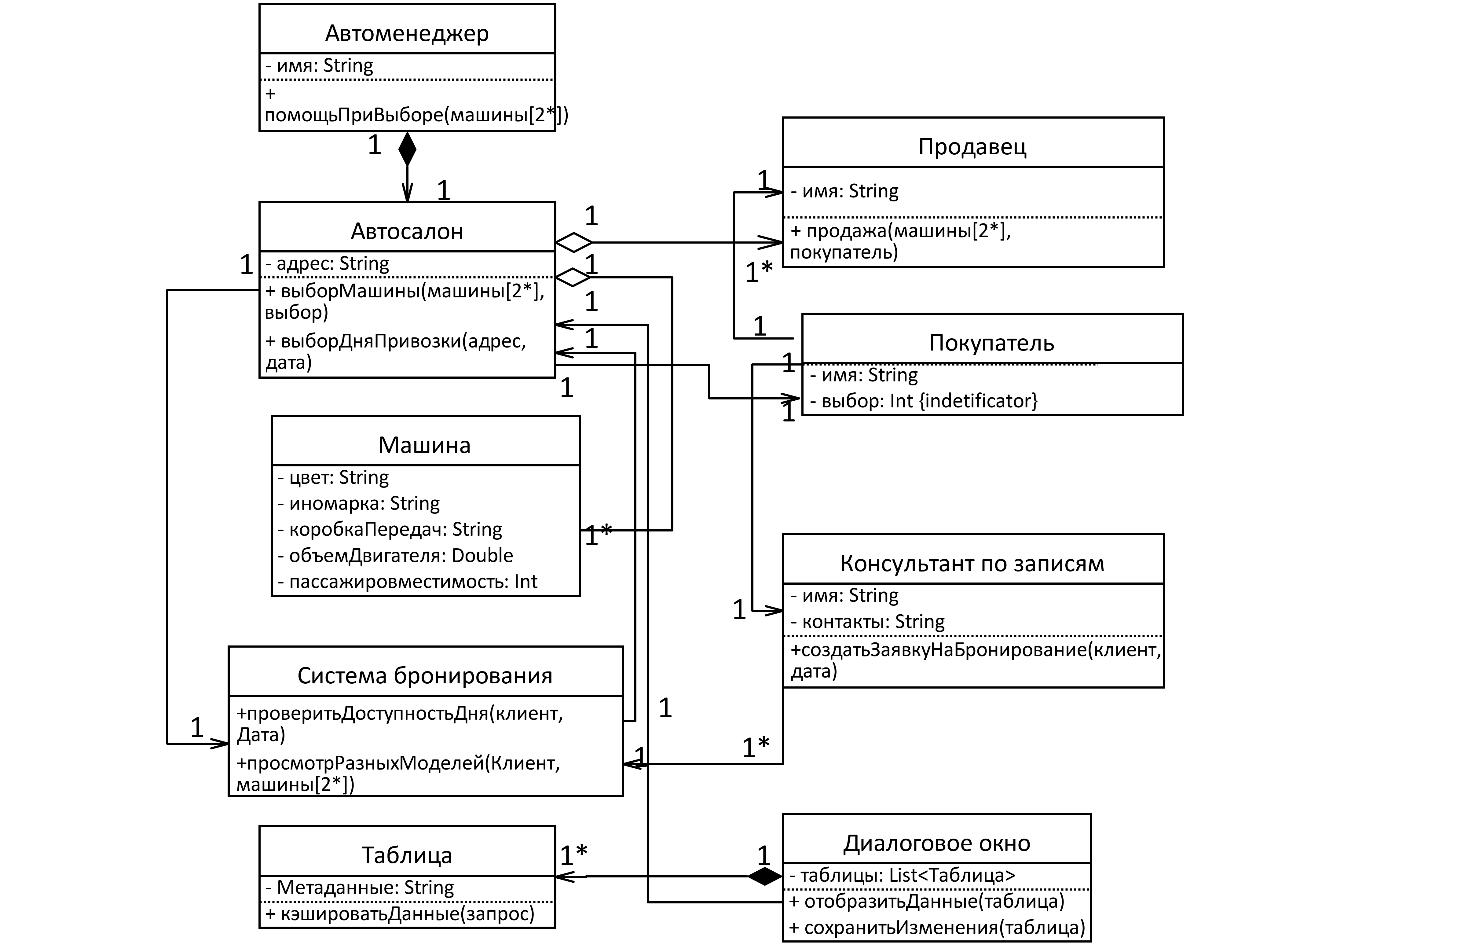 Автоменеджер
- имя: String
+
помощьПриВыборе(машины[2*])
1
1
Автосалон
- адрес: String
+ выборМашины(машины[2*],
выбор)
+ выборДняПривозки(адрес,
дата)
1
1
1
1
1
1
Продавец
- имя: String
+ продажа(машины[2*],
покупатель)
1
1*
1
Покупатель
- имя: String
- выбор: Int {indetificator}
1
1
Машина
- цвет: String
- иномарка: String
- коробкаПередач: String
- объемДвигателя: Double
- пассажировместимость: Int
1*
Консультант по записям
- имя: String
- контакты: String
+создатьЗаявкуНаБронирование(клиент,
дата)
1
1*
Система бронирования
+проверитьДоступностьДня(клиент,
Дата)
+просмотрРазныхМоделей(Клиент,
машины[2*])
1
1
1
Таблица
- Метаданные: String
+ кэшироватьДанные(запрос)
1*
1
Диалоговое окно
- таблицы: List<Таблица>
+ отобразитьДанные(таблица)
+ сохранитьИзменения(таблица)